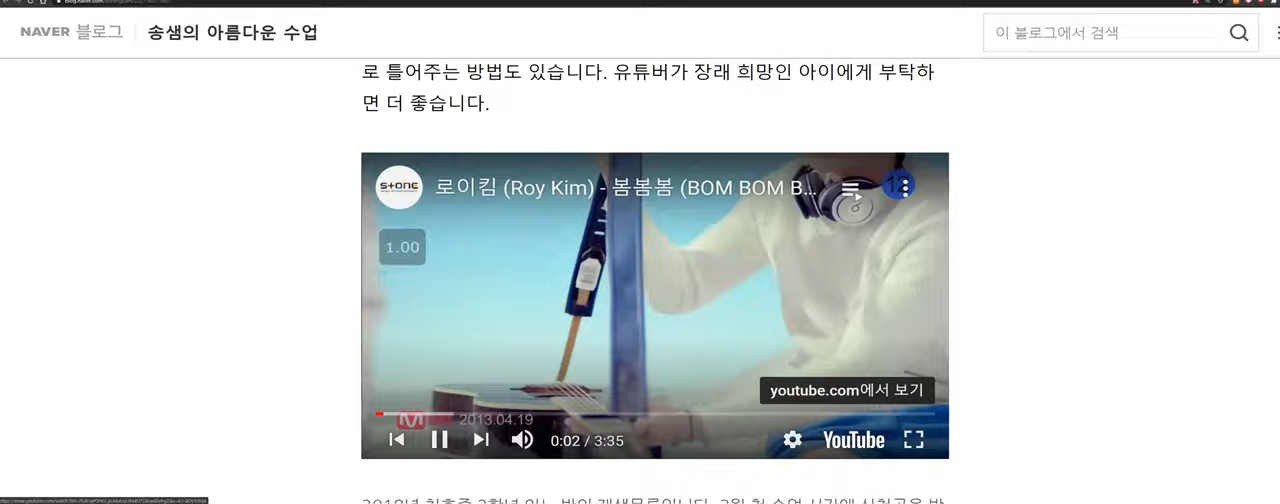 NAVER 블로그
송샘의 아름다운 수업
이 블로그에서 검색
로 틀어주는 방법도 있습니다. 유튜버가 장래 희망인 아이에게 부탁하
면 더 좋습니다.
STONE
로이킴 (Roy Kim) - 봄봄봄 (BOM BOM B...
12
1.00
youtube.com에서 보기
2013.04.19
0:02 / 3:35
YouTube